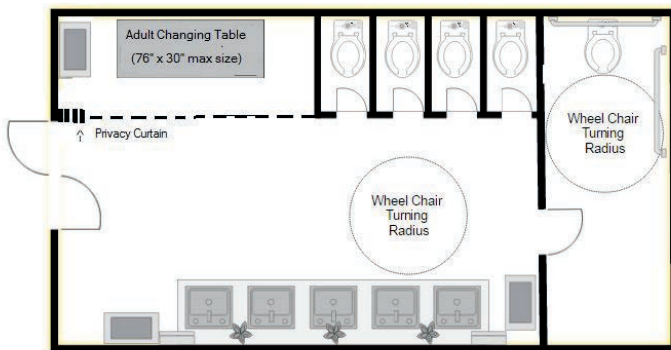 Adult Changing Table
(76" x 30" max size)
Privacy Curtain
Wheel Chair
Turning
Radius
Wheel Chair
Turning
Radius